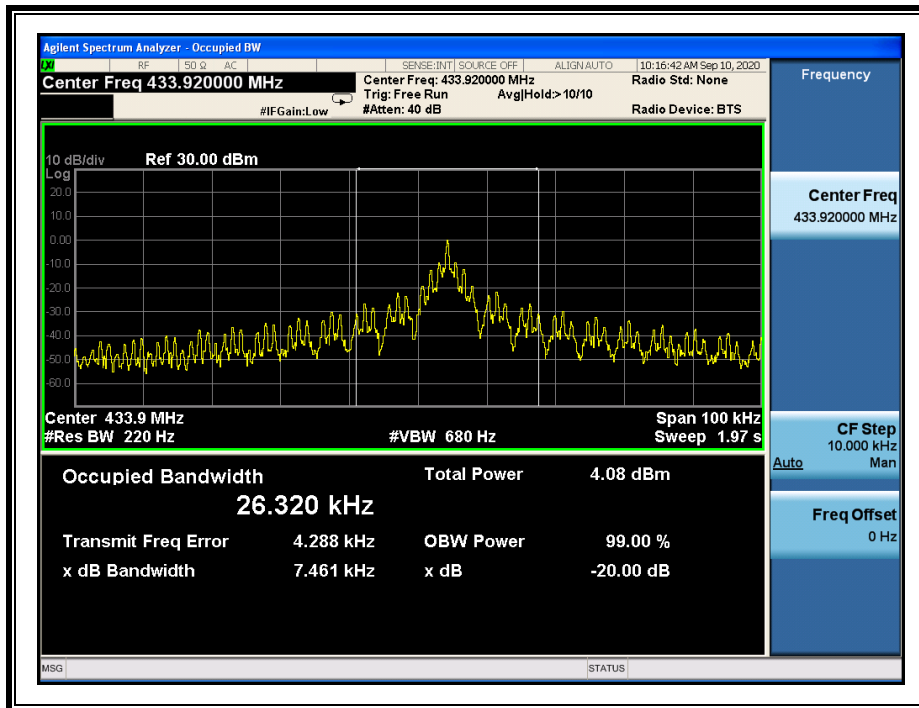 Agilent Spectrum Analyzer - Occupied BW
LXI RF 50 Ω AC SENSE:INT SOURCE OFF ALIGN AUTO 10:16:42 AM Sep 10, 2020
Center Freq 433.920000 MHz
Center Freq: 433.920000 MHz
Radio Std: None
Trig: Free Run Avg|Hold:>10/10
#IFGain:Low
#Atten: 40 dB
Radio Device: BTS
10 dB/div Ref 30.00 dBm
Log
20.0
10.0
0.00
-10.0
-20.0
-30.0
-40.0
-50.0
-60.0
Center 433.9 MHz Span 100 kHz
#Res BW 220 Hz #VBW 680 Hz Sweep 1.97 s
Occupied Bandwidth Total Power 4.08 dBm
26.320 kHz
Transmit Freq Error 4.288 kHz OBW Power 99.00 %
x dB Bandwidth 7.461 kHz x dB -20.00 dB
Frequency
Center Freq
433.920000 MHz
CF Step
10.000 kHz
Auto Man
Freq Offset
0 Hz
MSG STATUS